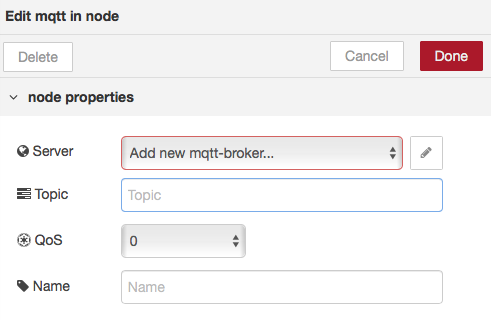 Edit mqtt in node
Delete Cancel Done
node properties
Server Add new mqtt-broker...
Topic Topic
QoS 0
Name Name